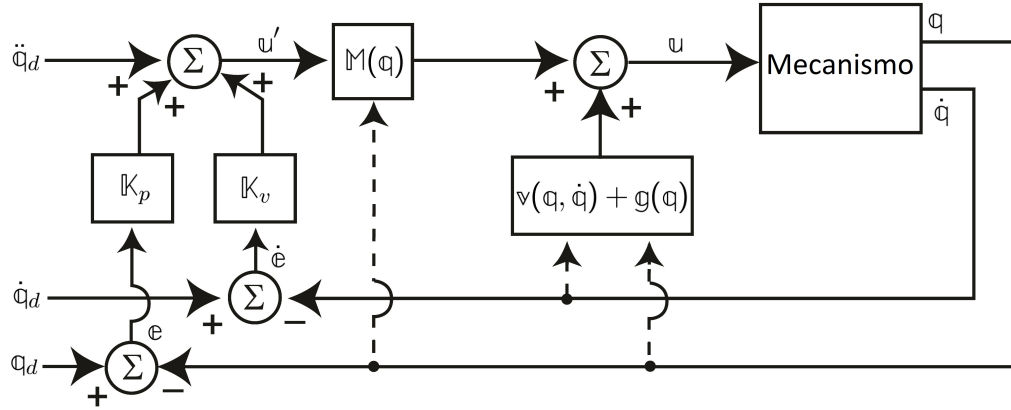 q̈_d
+
+
+
Σ
𝕦′
𝕄(𝕢)
+
+
Σ
𝕦
Mecanismo
𝕢
𝕢̇
𝕂_p
𝕂_v
𝕧(𝕢, 𝕢̇) + 𝕘(𝕢)
𝕖̇
𝕢̇_d
+
Σ
−
𝕖
𝕢_d
+
Σ
−